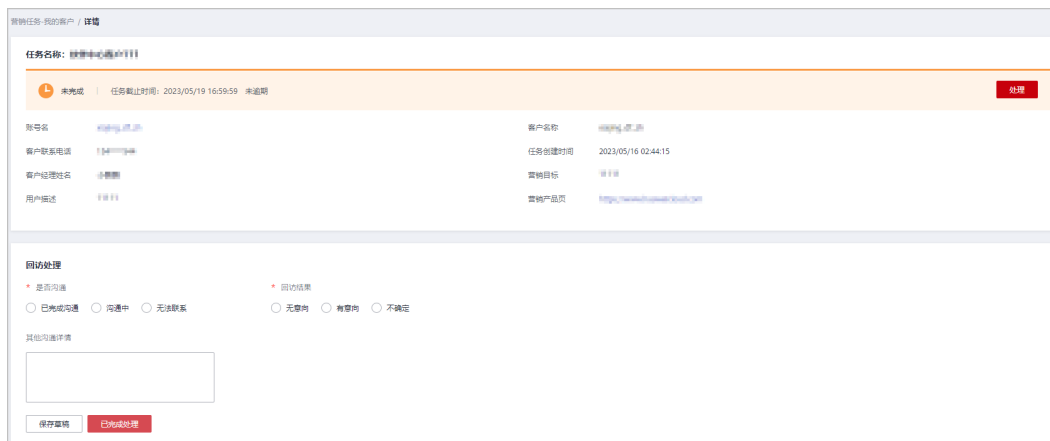 营销任务-我的客户 / 详情
任务名称：
未完成 任务截止时间：2023/05/19 16:59:59 未逾期 处理
账号名 客户名称
客户联系电话 任务创建时间 2023/05/16 02:44:15
客户经理姓名 营销目标
用户描述 营销产品页
回访处理
* 是否沟通 * 回访结果
已完成沟通 沟通中 无法联系 无意向 有意向 不确定
其他沟通详情
保存草稿 已完成处理